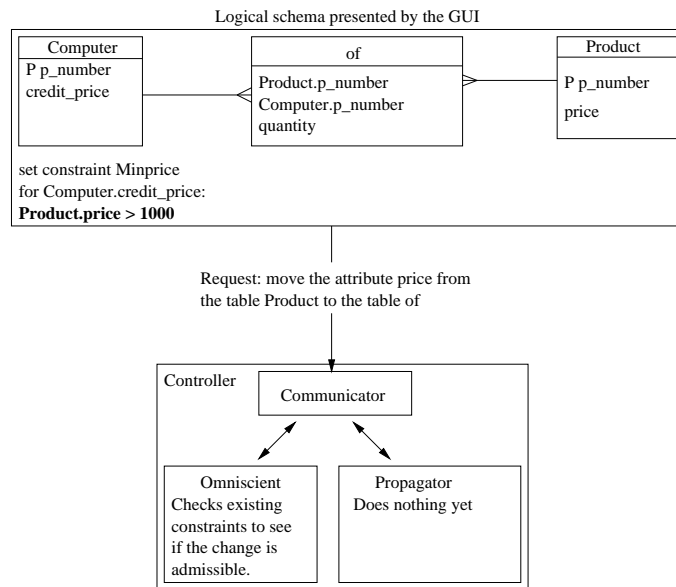 Logical schema presented by the GUI
Computer
P p_number
credit_price
of
Product.p_number
Computer.p_number
quantity
Product
P p_number
price
set constraint Minprice
for Computer.credit_price:
Product.price > 1000
Request: move the attribute price from
the table Product to the table of
Controller
Communicator
Omniscient
Checks existing
constraints to see
if the change is
admissible.
Propagator
Does nothing yet